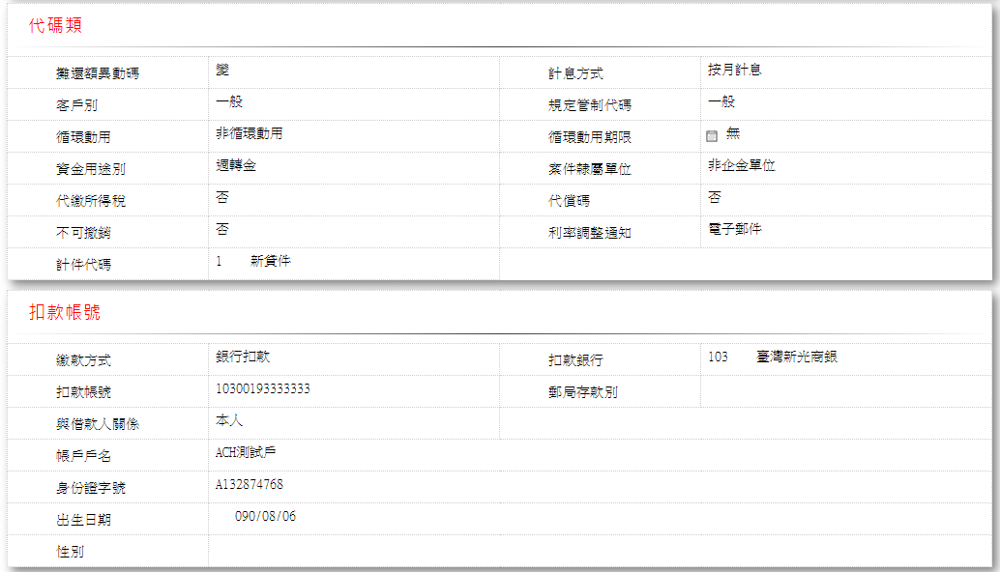 代碼類
攤還額異動碼 變 計息方式 按月計息
客戶別 一般 規定管制代碼 一般
循環動用 非循環動用 循環動用期限 無
資金用途別 週轉金 案件隸屬單位 非企金單位
代繳所得稅 否 代償碼 否
不可撤銷 否 利率調整通知 電子郵件
計件代碼 1 新貸件
扣款帳號
繳款方式 銀行扣款 扣款銀行 103 臺灣新光商銀
扣款帳號 10300193333333 郵局存款別
與借款人關係 本人
帳戶戶名 ACH測試戶
身份證字號 A132874768
出生日期 090/08/06
性別